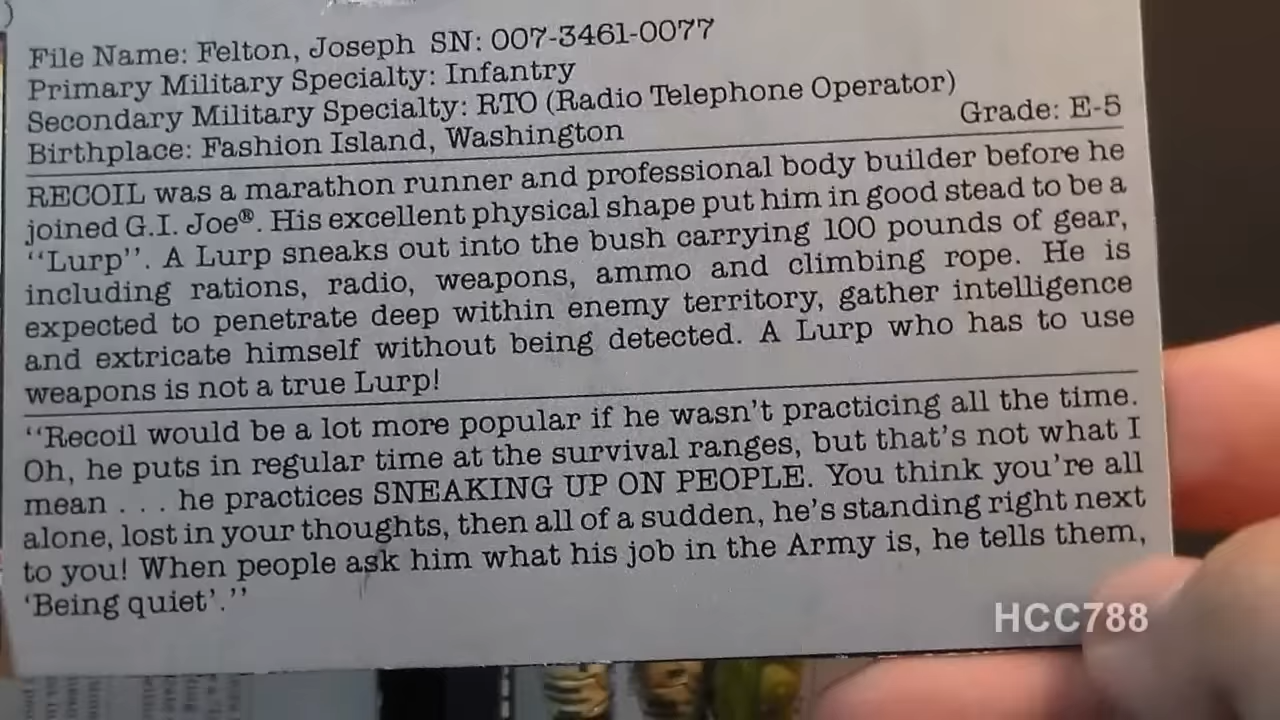 File Name: Felton, Joseph SN: 007-3461-0077
Primary Military Specialty: Infantry
Secondary Military Specialty: RTO (Radio Telephone Operator)
Birthplace: Fashion Island, Washington Grade: E-5
RECOIL was a marathon runner and professional body builder before he
joined G.I. Joe®. His excellent physical shape put him in good stead to be a
‘‘Lurp’’. A Lurp sneaks out into the bush carrying 100 pounds of gear,
including rations, radio, weapons, ammo and climbing rope. He is
expected to penetrate deep within enemy territory, gather intelligence
and extricate himself without being detected. A Lurp who has to use
weapons is not a true Lurp!
‘‘Recoil would be a lot more popular if he wasn’t practicing all the time.
Oh, he puts in regular time at the survival ranges, but that’s not what I
mean . . . he practices SNEAKING UP ON PEOPLE. You think you’re all
alone, lost in your thoughts, then all of a sudden, he’s standing right next
to you! When people ask him what his job in the Army is, he tells them,
‘Being quiet’.’’
HCC788